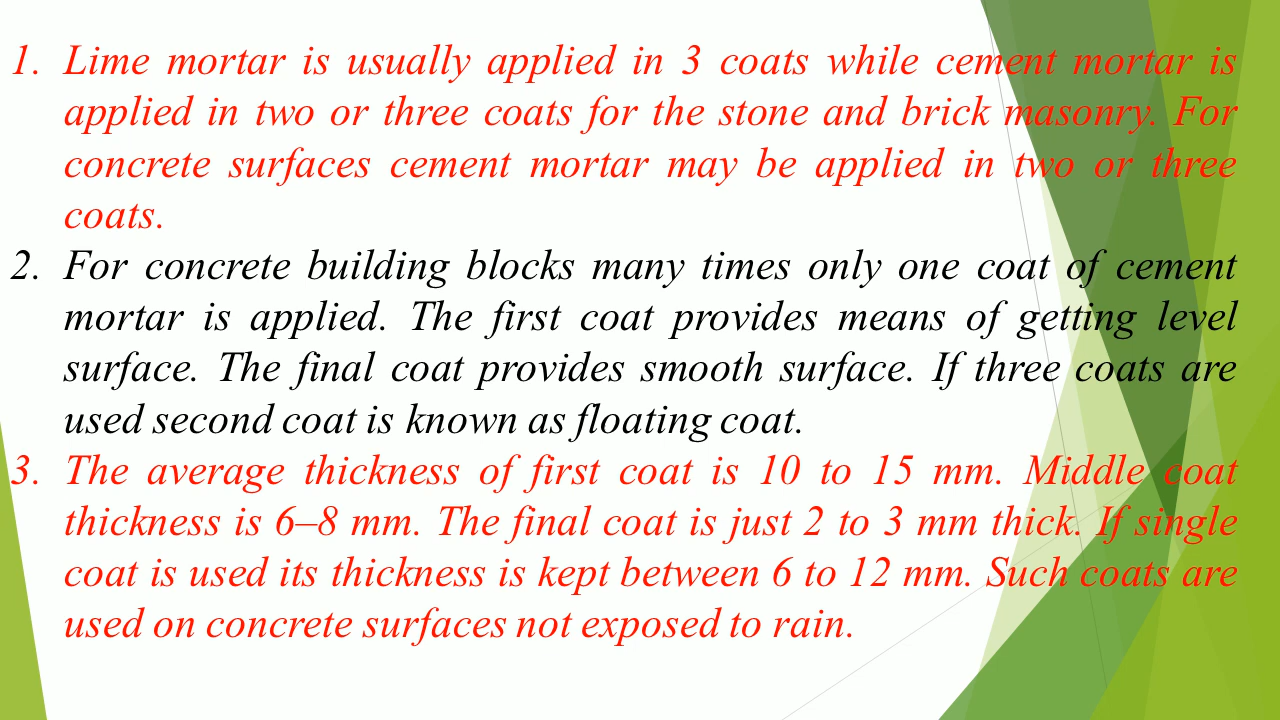 1. Lime mortar is usually applied in 3 coats while cement mortar is
applied in two or three coats for the stone and brick masonry. For
concrete surfaces cement mortar may be applied in two or three
coats.
2. For concrete building blocks many times only one coat of cement
mortar is applied. The first coat provides means of getting level
surface. The final coat provides smooth surface. If three coats are
used second coat is known as floating coat.
3. The average thickness of first coat is 10 to 15 mm. Middle coat
thickness is 6–8 mm. The final coat is just 2 to 3 mm thick. If single
coat is used its thickness is kept between 6 to 12 mm. Such coats are
used on concrete surfaces not exposed to rain.